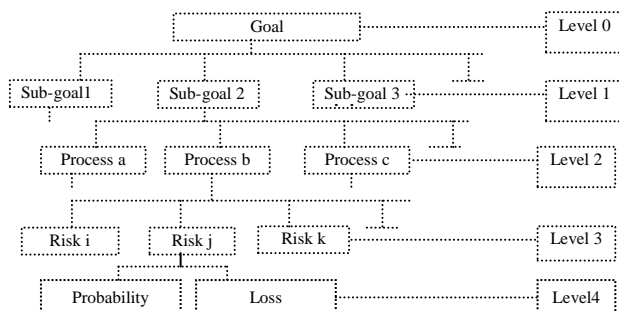 Goal Level 0
Sub-goal1 Sub-goal 2 Sub-goal 3 Level 1
Process a Process b Process c Level 2
Risk i Risk j Risk k Level 3
Probability Loss Level4